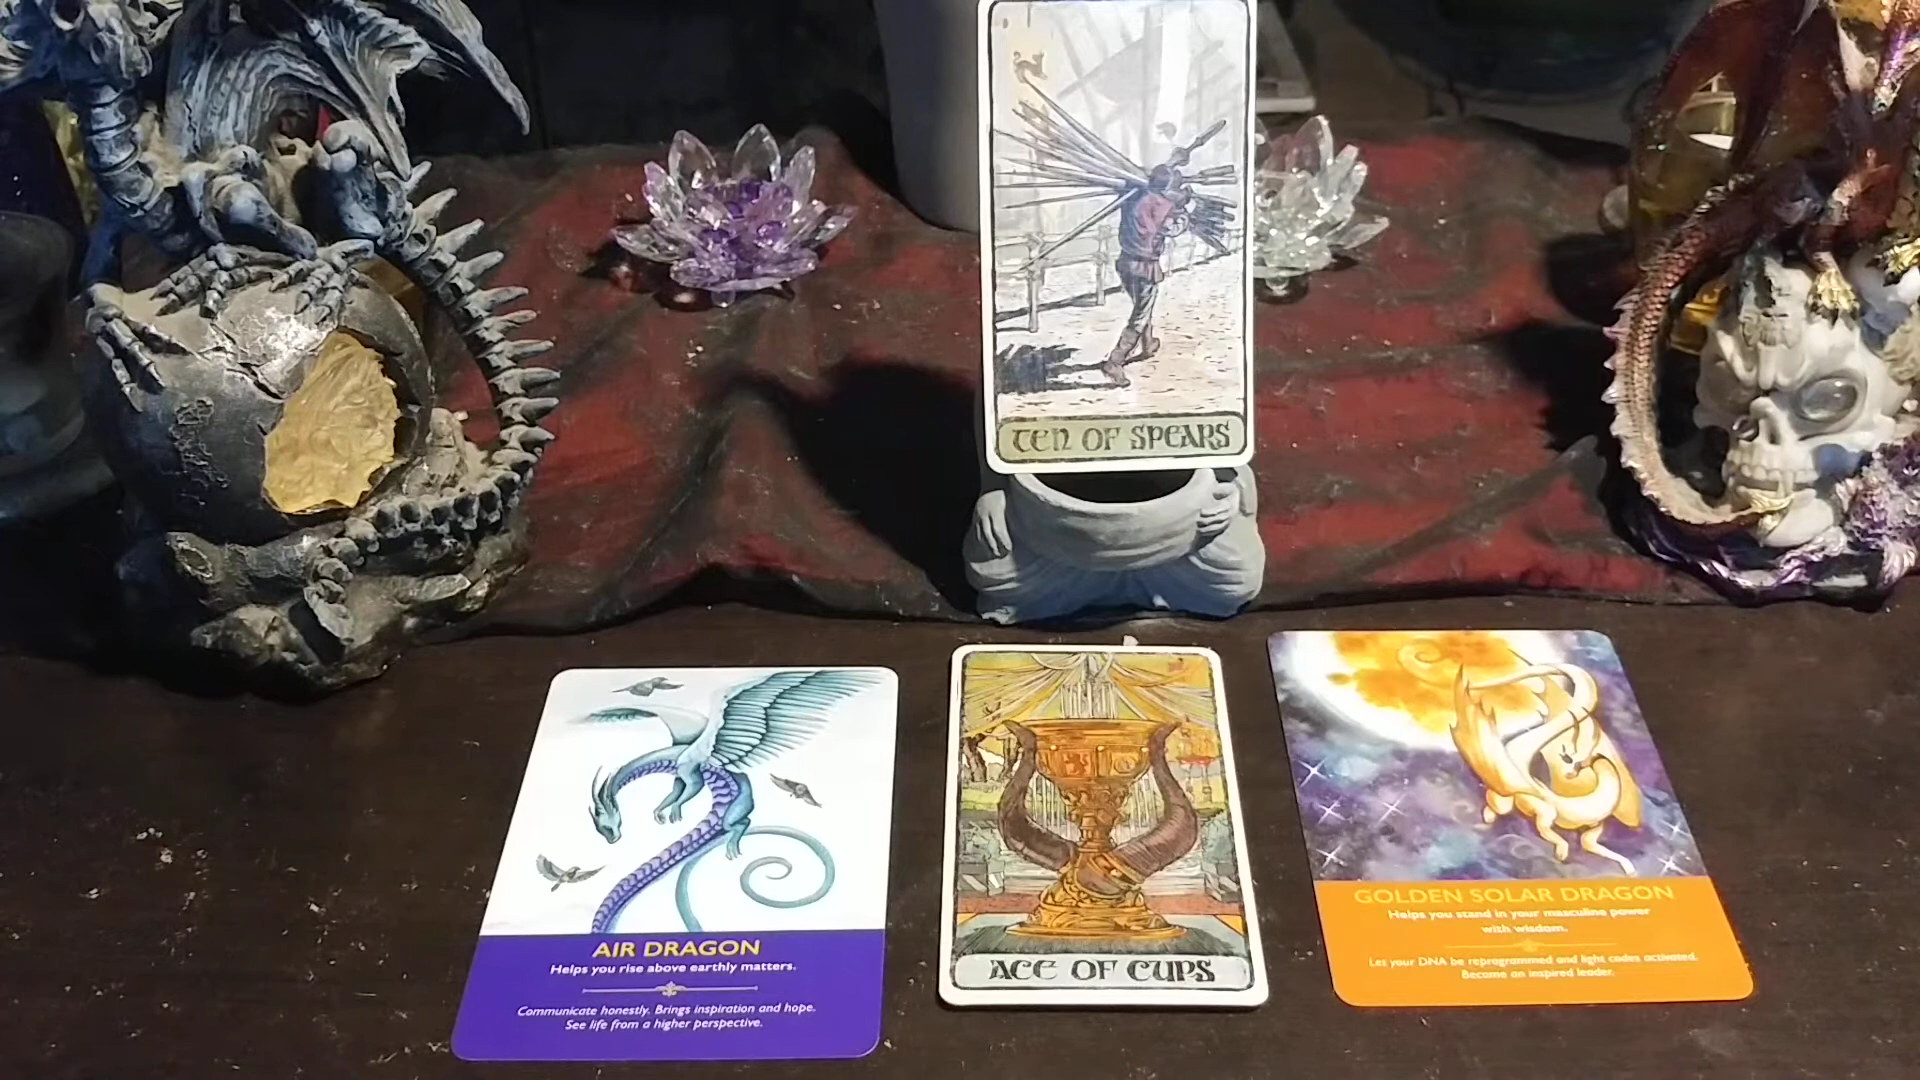 TEN OF SPEARS
AIR DRAGON
Helps you rise above earthly matters.
Communicate honestly. Brings inspiration and hope.
See life from a higher perspective.
ACE OF CUPS
GOLDEN SOLAR DRAGON
Helps you stand in your masculine power
with wisdom.
Let your DNA be reprogrammed and light codes activated.
Become an inspired leader.